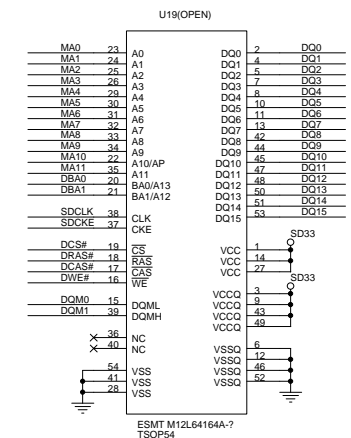 U19(OPEN)
MA0 23 A0 DQ0 2 DQ0
MA1 24 A1 DQ1 4 DQ1
MA2 25 A2 DQ2 5 DQ2
MA3 26 A3 DQ3 7 DQ3
MA4 29 A4 DQ4 8 DQ4
MA5 30 A5 DQ5 10 DQ5
MA6 31 A6 DQ6 11 DQ6
MA7 32 A7 DQ7 13 DQ7
MA8 33 A8 DQ8 42 DQ8
MA9 34 A9 DQ9 44 DQ9
MA10 22 A10/AP DQ10 45 DQ10
MA11 35 A11 DQ11 47 DQ11
DBA0 20 BA0/A13 DQ12 48 DQ12
DBA1 21 BA1/A12 DQ13 50 DQ13
DQ14 51 DQ14
DQ15 53 DQ15
SDCLK 38 CLK
SDCKE 37 CKE
SD33
DCS# 19 CS VCC 1
DRAS# 18 RAS VCC 14
DCAS# 17 CAS VCC 27
DWE# 16 WE
SD33
VCCQ 3
DQM0 15 DQML VCCQ 9
DQM1 39 DQMH VCCQ 43
VCCQ 49
36 NC
40 NC VSSQ 6
VSSQ 12
54 VSS VSSQ 46
41 VSS VSSQ 52
28 VSS
ESMT M12L64164A-?
TSOP54